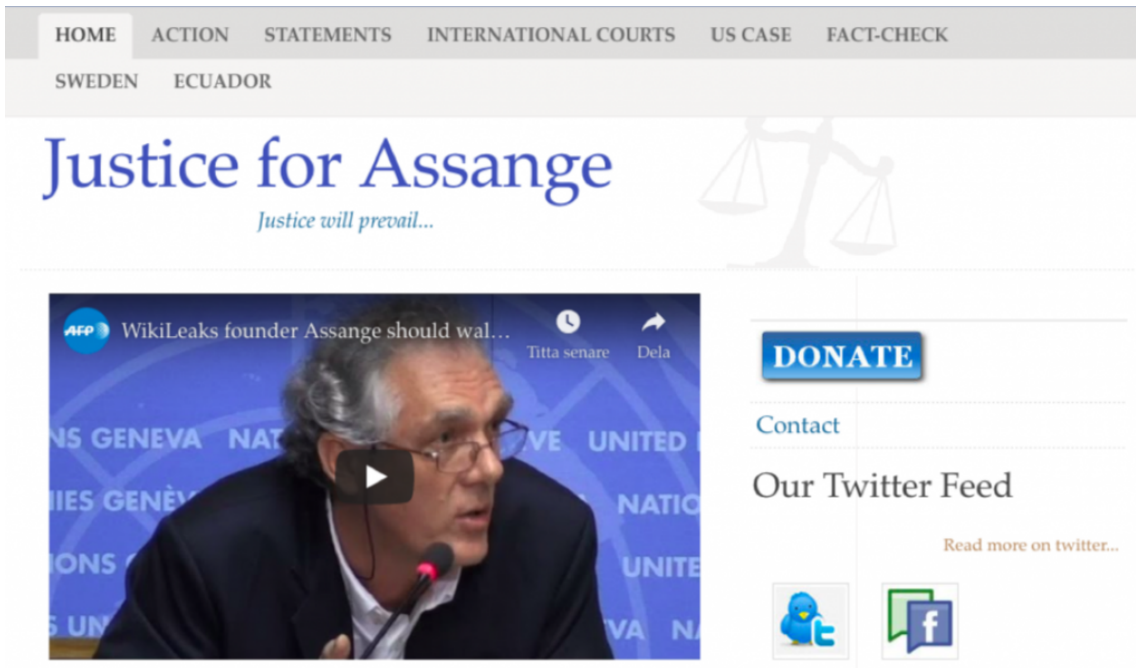 HOME ACTION STATEMENTS INTERNATIONAL COURTS US CASE FACT-CHECK
SWEDEN ECUADOR
Justice for Assange
Justice will prevail...
AFP WikiLeaks founder Assange should wal...
Titta senare Dela
DONATE
Contact
Our Twitter Feed
Read more on twitter...
NS GENEVA NAT VE UNITED
IES GENÈV NATIO
IONS UNITE
S UN VA NA